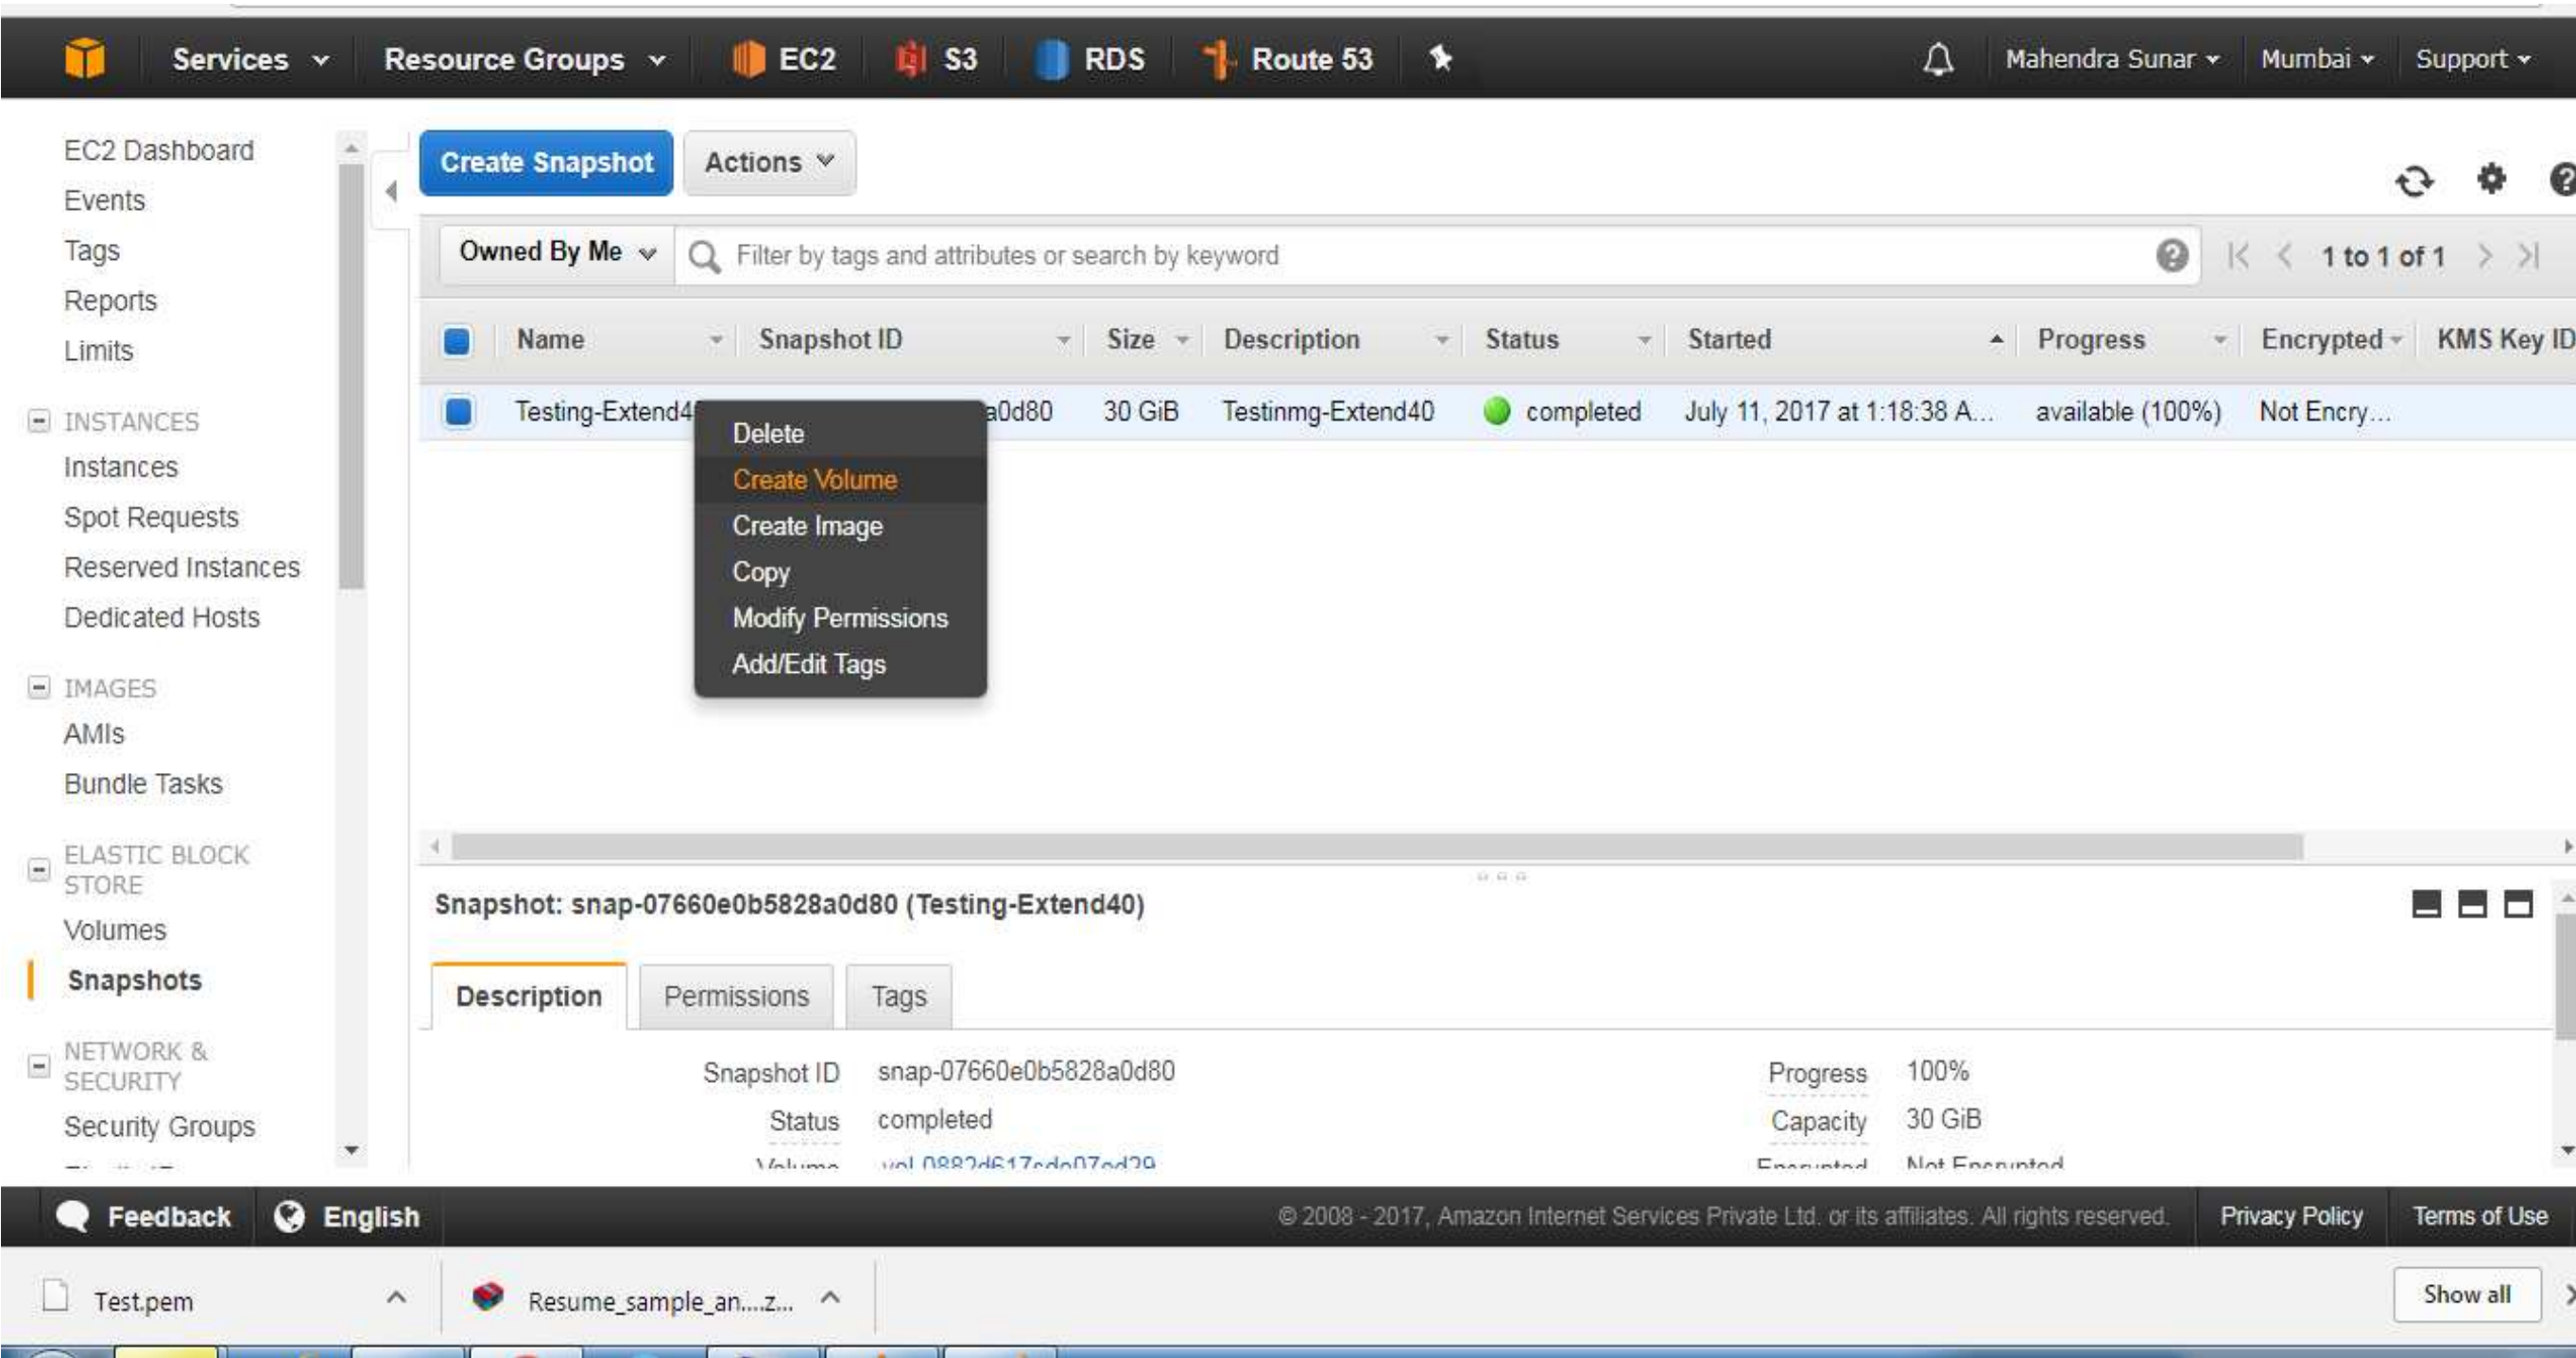 Services Resource Groups EC2 S3 RDS Route 53 Mahendra Sunar Mumbai Support
EC2 Dashboard
Events
Tags
Reports
Limits
INSTANCES
Instances
Spot Requests
Reserved Instances
Dedicated Hosts
IMAGES
AMIs
Bundle Tasks
ELASTIC BLOCK
STORE
Volumes
Snapshots
NETWORK &
SECURITY
Security Groups
Create Snapshot Actions
Owned By Me Filter by tags and attributes or search by keyword 1 to 1 of 1
Name Snapshot ID Size Description Status Started Progress Encrypted KMS Key ID
Testing-Extend4 a0d80 30 GiB Testinmg-Extend40 completed July 11, 2017 at 1:18:38 A... available (100%) Not Encry...
Delete
Create Volume
Create Image
Copy
Modify Permissions
Add/Edit Tags
Snapshot: snap-07660e0b5828a0d80 (Testing-Extend40)
Description Permissions Tags
Snapshot ID snap-07660e0b5828a0d80 Progress 100%
Status completed Capacity 30 GiB
Volume Encrypted Not Encrypted
Feedback English © 2008 - 2017, Amazon Internet Services Private Ltd. or its affiliates. All rights reserved. Privacy Policy Terms of Use
Test.pem Resume_sample_an....z... Show all